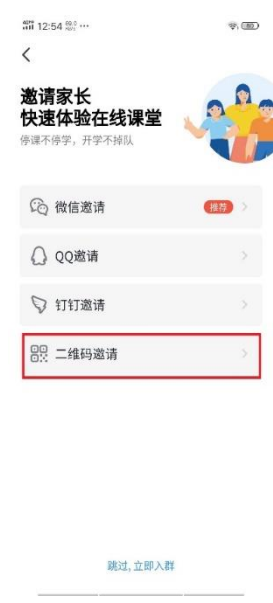 12:54
邀请家长
快速体验在线课堂
停课不停学，开学不掉队
微信邀请 推荐
QQ邀请
钉钉邀请
二维码邀请
跳过, 立即入群